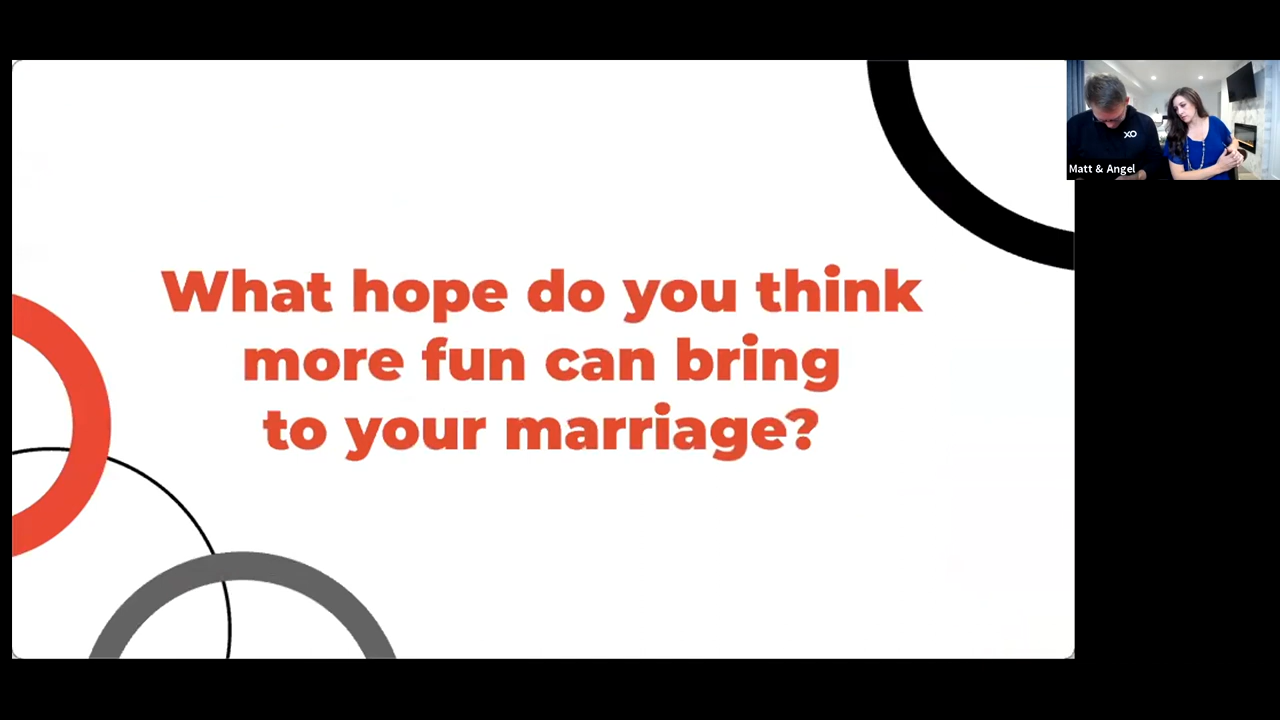 What hope do you think
more fun can bring
to your marriage?
XO
Matt & Angel